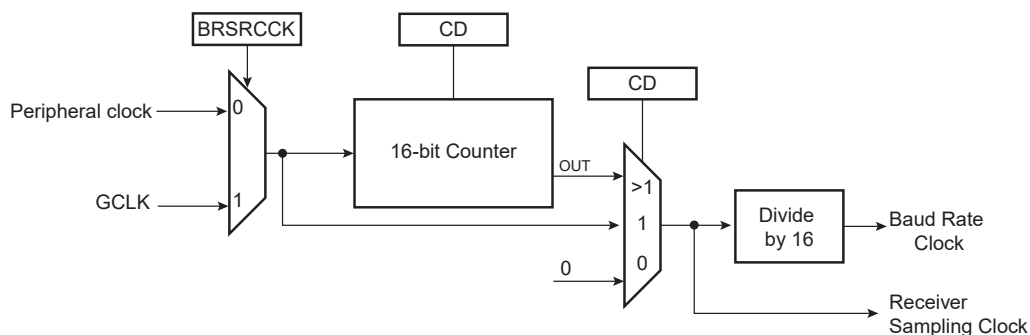 BRSRCCK
CD
CD
Peripheral clock
0
16-bit Counter
OUT
>1
GCLK
1
1
Divide
by 16
Baud Rate
Clock
0
0
Receiver
Sampling Clock